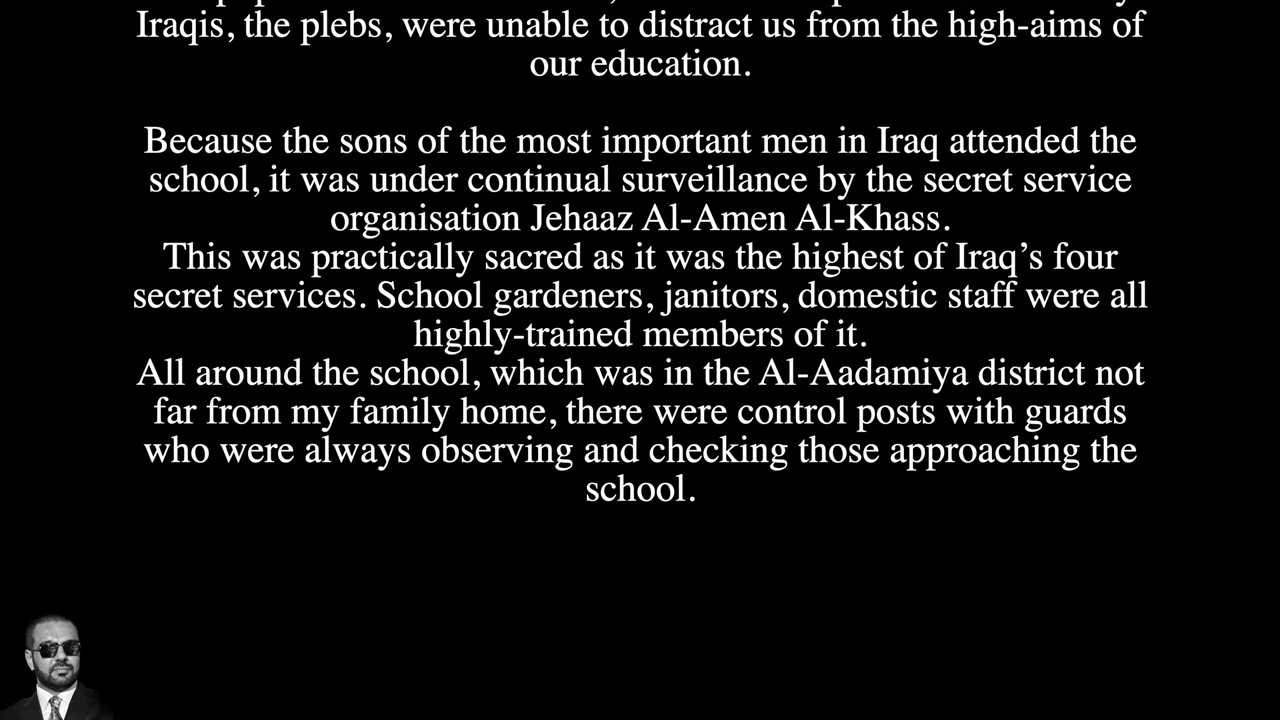 Iraqis, the plebs, were unable to distract us from the high-aims of
our education.
Because the sons of the most important men in Iraq attended the
school, it was under continual surveillance by the secret service
organisation Jehaaz Al-Amen Al-Khass.
This was practically sacred as it was the highest of Iraq’s four
secret services. School gardeners, janitors, domestic staff were all
highly-trained members of it.
All around the school, which was in the Al-Aadamiya district not
far from my family home, there were control posts with guards
who were always observing and checking those approaching the
school.